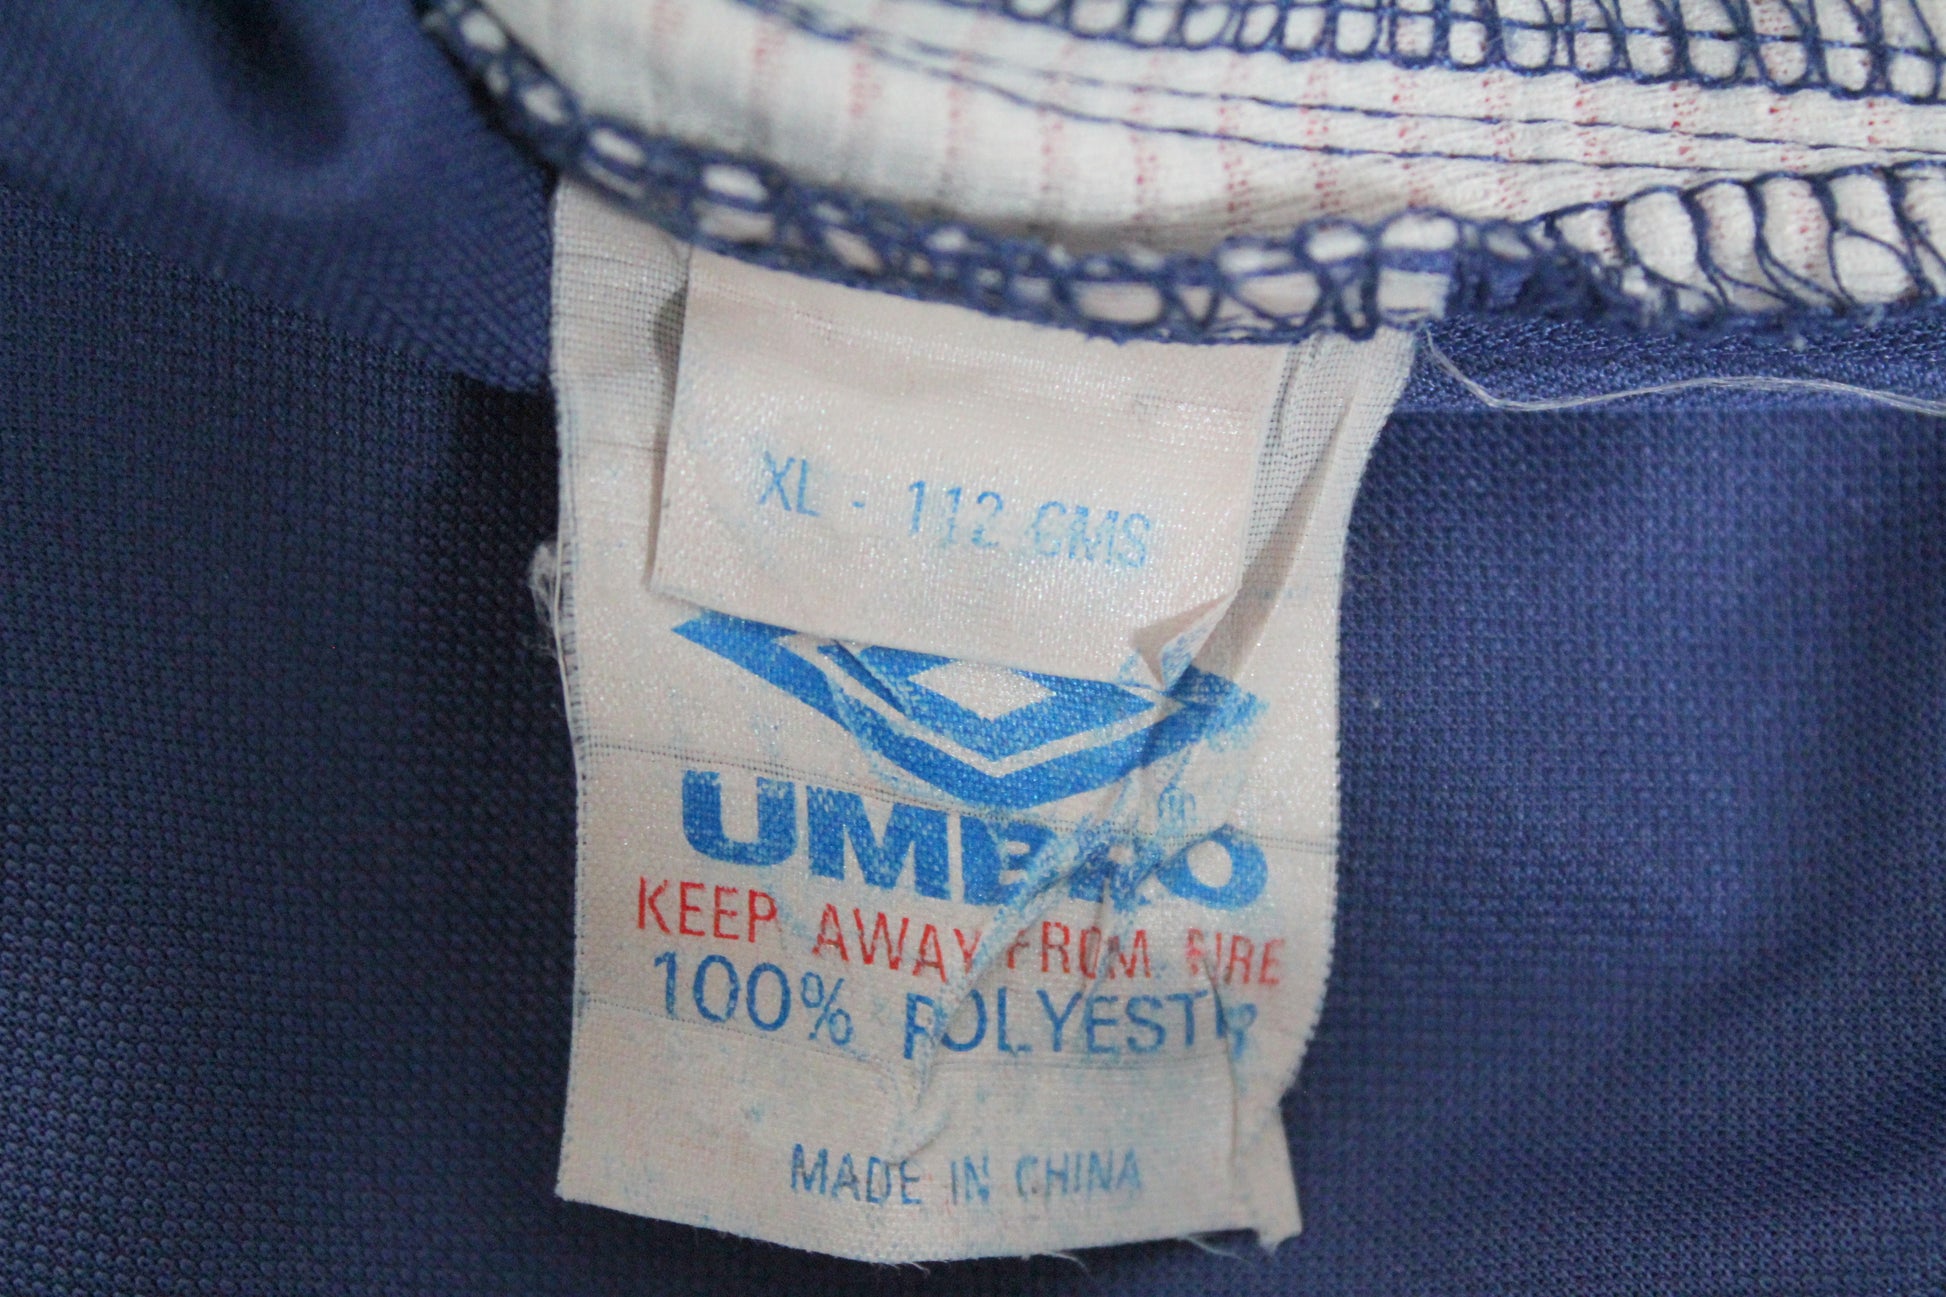 XL - 112 CMS
UMBRO
KEEP AWAY FROM FIRE
100% POLYESTER
MADE IN CHINA